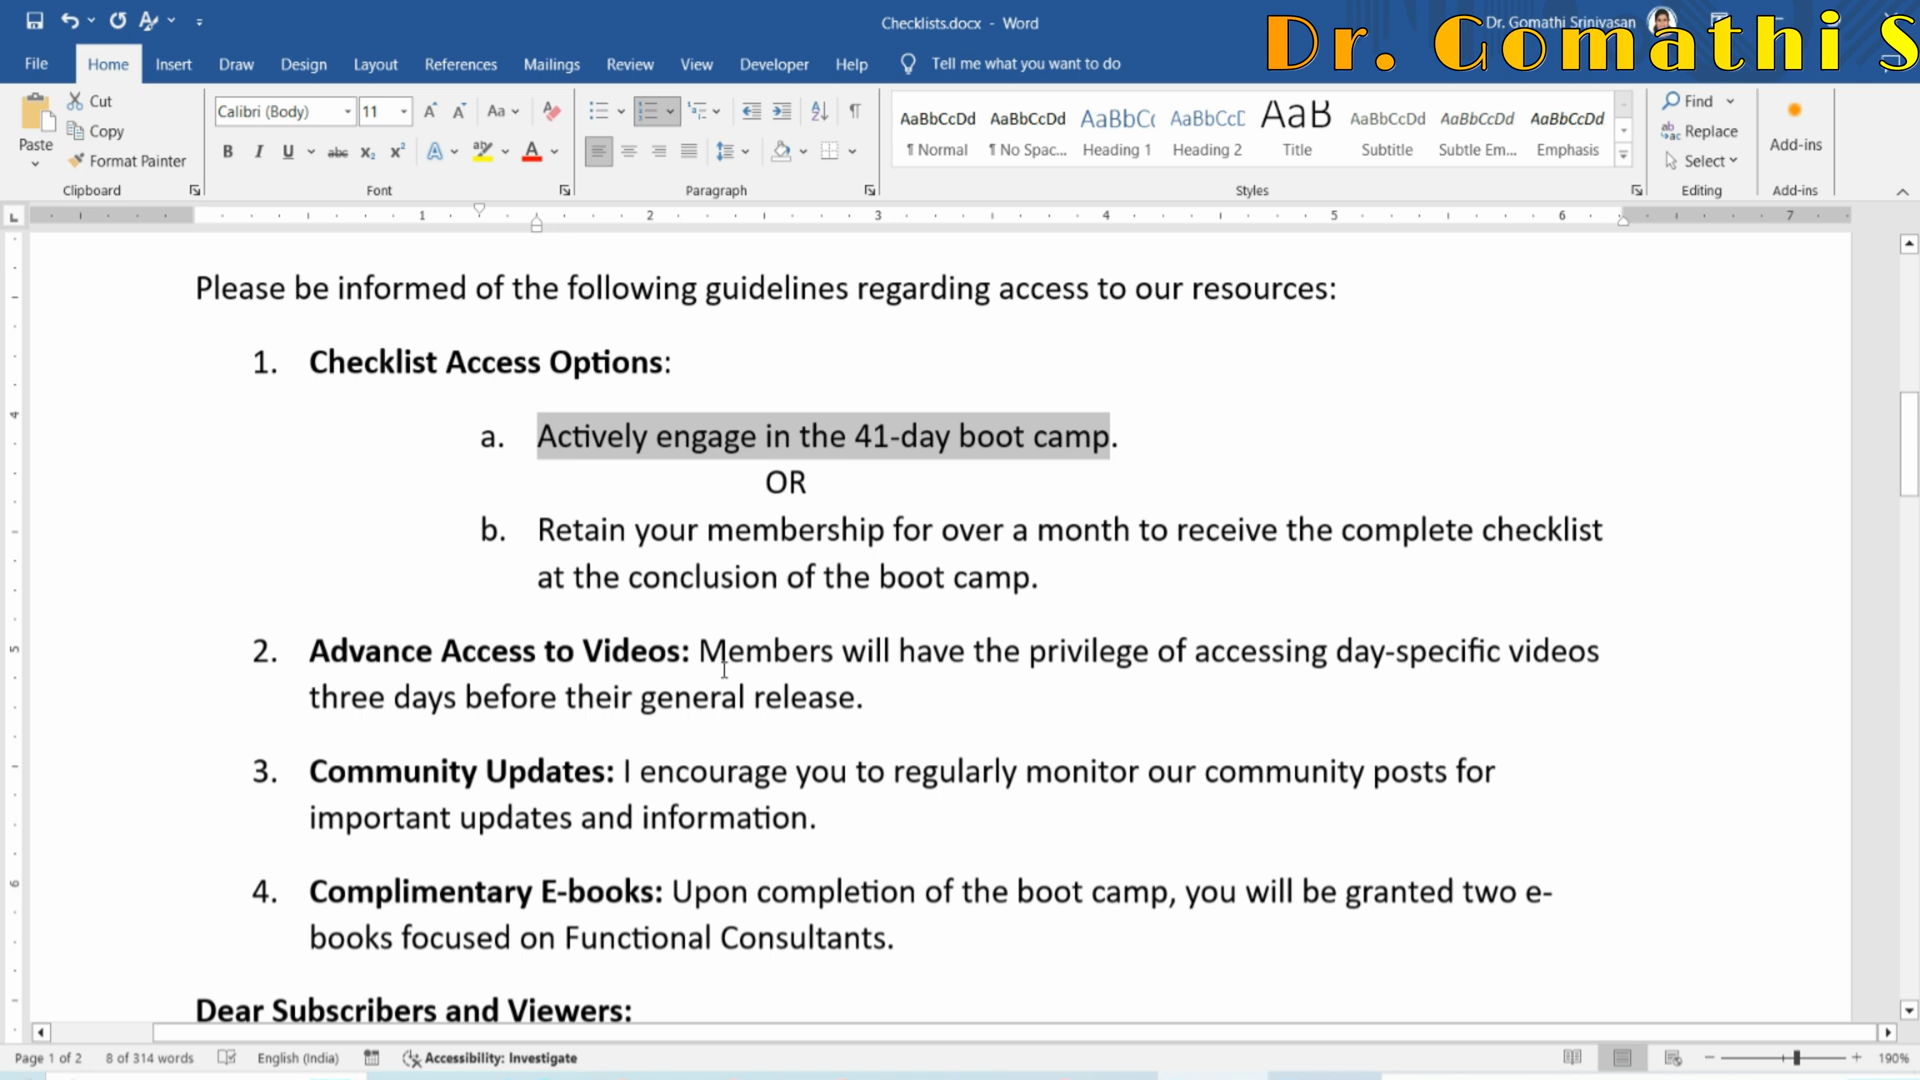 Checklists.docx - Word
Dr. Gomathi Srinivasan
Dr. Gomathi S
File Home Insert Draw Design Layout References Mailings Review View Developer Help Tell me what you want to do
Paste
Cut
Copy
Format Painter
Clipboard
Calibri (Body) 11
Font
Paragraph
AaBbCcDd AaBbCcDd AaBbCc AaBbCcD AaB AaBbCcDd AaBbCcDd AaBbCcDd
¶ Normal ¶ No Spac... Heading 1 Heading 2 Title Subtitle Subtle Em... Emphasis
Styles
Find
Replace
Select
Editing
Add-ins
Add-ins
1 2 3 4 5 6 7
Please be informed of the following guidelines regarding access to our resources:
1. Checklist Access Options:
a. Actively engage in the 41-day boot camp.
OR
b. Retain your membership for over a month to receive the complete checklist
at the conclusion of the boot camp.
2. Advance Access to Videos: Members will have the privilege of accessing day-specific videos
three days before their general release.
3. Community Updates: I encourage you to regularly monitor our community posts for
important updates and information.
4. Complimentary E-books: Upon completion of the boot camp, you will be granted two e-
books focused on Functional Consultants.
Dear Subscribers and Viewers:
Page 1 of 2 8 of 314 words English (India) Accessibility: Investigate 190%